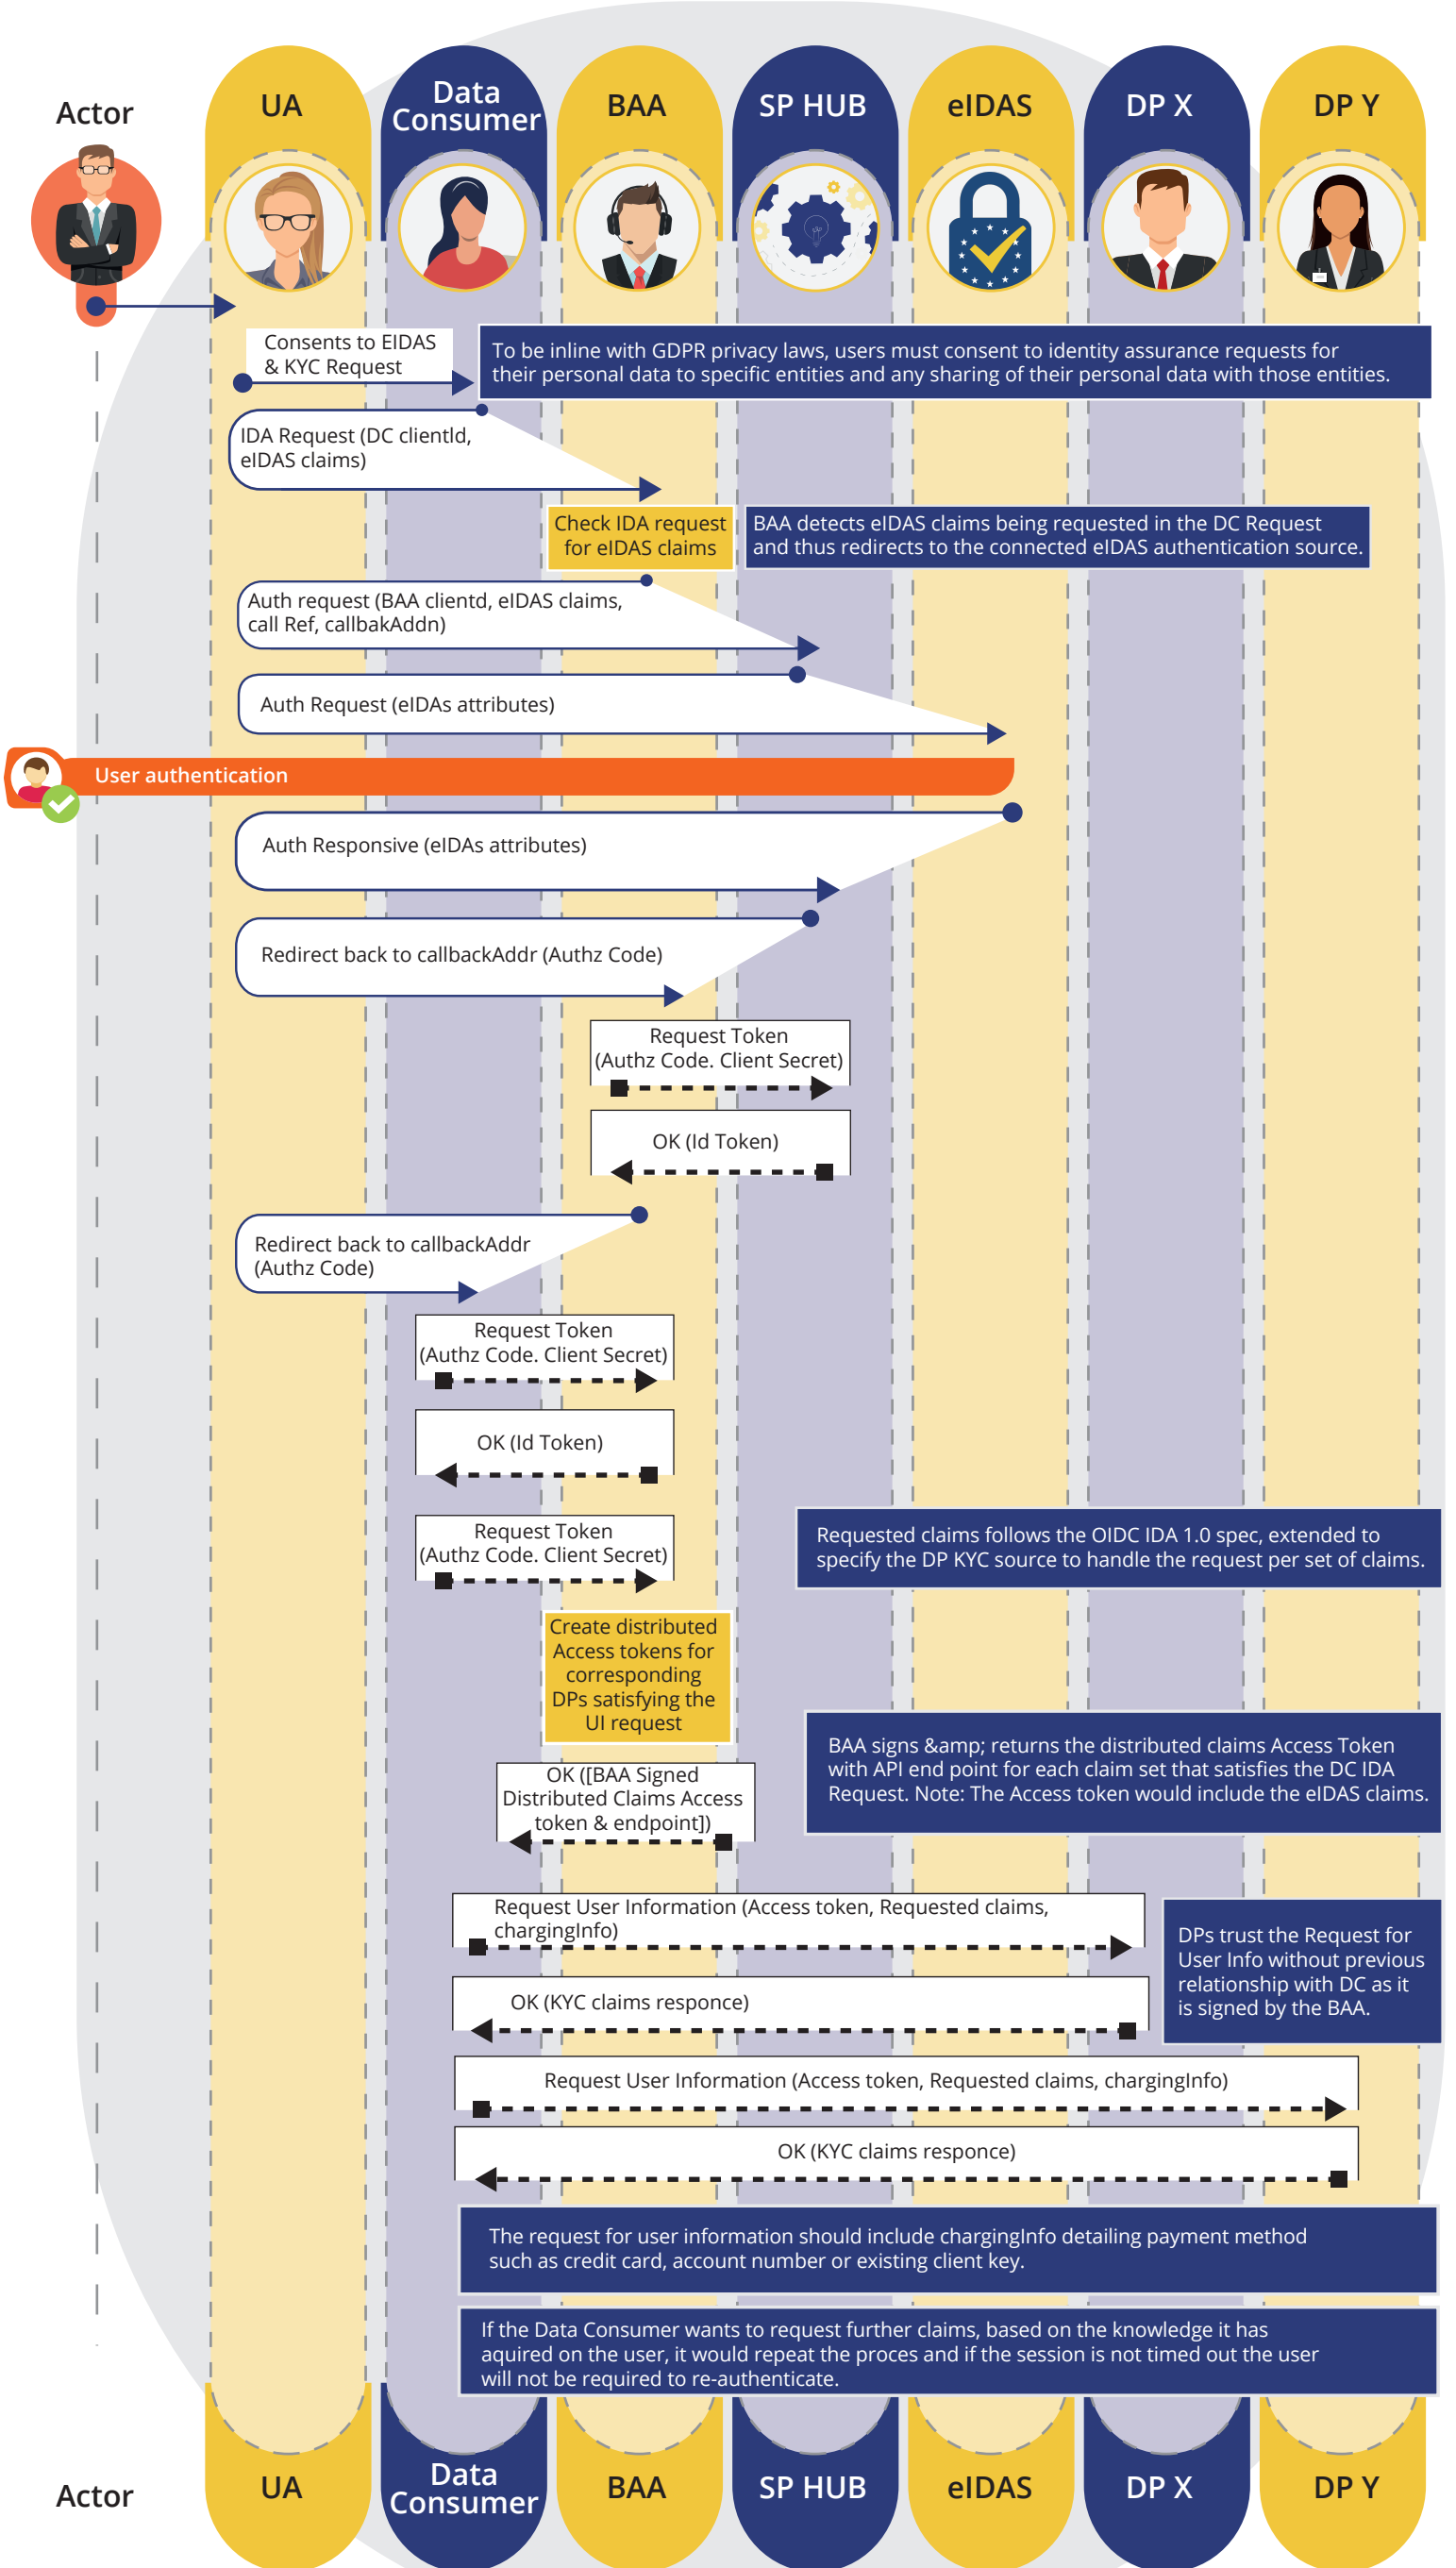 Actor
UA
Data
Consumer
BAA
SP HUB
eIDAS
DP X
DP Y
Consents to EIDAS
& KYC Request
To be inline with GDPR privacy laws, users must consent to identity assurance requests for
their personal data to specific entities and any sharing of their personal data with those entities.
IDA Request (DC clientld,
eIDAS claims)
Check IDA request
for eIDAS claims
BAA detects eIDAS claims being requested in the DC Request
and thus redirects to the connected eIDAS authentication source.
Auth request (BAA clientd, eIDAS claims,
call Ref, callbakAddn)
Auth Request (eIDAs attributes)
User authentication
Auth Responsive (eIDAs attributes)
Redirect back to callbackAddr (Authz Code)
Request Token
(Authz Code. Client Secret)
OK (Id Token)
Redirect back to callbackAddr
(Authz Code)
Request Token
(Authz Code. Client Secret)
OK (Id Token)
Request Token
(Authz Code. Client Secret)
Requested claims follows the OIDC IDA 1.0 spec, extended to
specify the DP KYC source to handle the request per set of claims.
Create distributed
Access tokens for
corresponding
DPs satisfying the
UI request
BAA signs &amp; returns the distributed claims Access Token
with API end point for each claim set that satisfies the DC IDA
Request. Note: The Access token would include the eIDAS claims.
OK ([BAA Signed
Distributed Claims Access
token & endpoint])
Request User Information (Access token, Requested claims,
chargingInfo)
DPs trust the Request for
User Info without previous
relationship with DC as it
is signed by the BAA.
OK (KYC claims responce)
Request User Information (Access token, Requested claims, chargingInfo)
OK (KYC claims responce)
The request for user information should include chargingInfo detailing payment method
such as credit card, account number or existing client key.
If the Data Consumer wants to request further claims, based on the knowledge it has
aquired on the user, it would repeat the proces and if the session is not timed out the user
will not be required to re-authenticate.
Actor
UA
Data
Consumer
BAA
SP HUB
eIDAS
DP X
DP Y